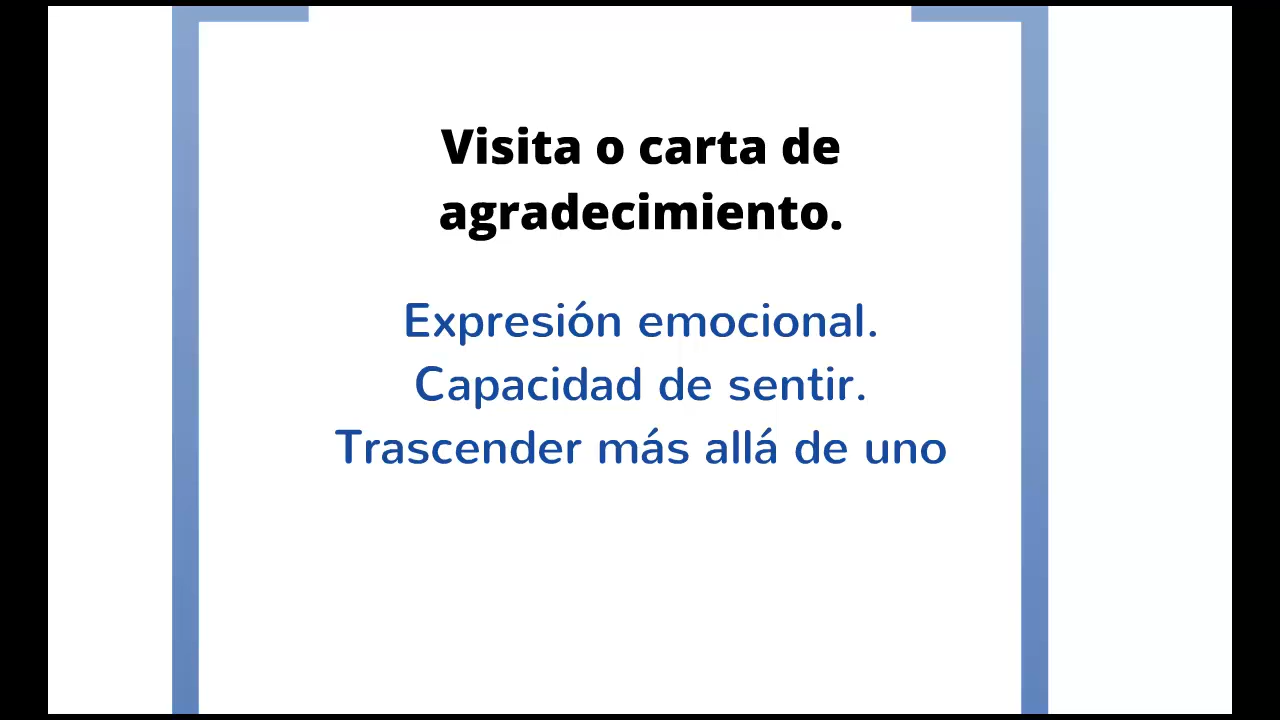 Visita o carta de
agradecimiento.
Expresión emocional.
Capacidad de sentir.
Trascender más allá de uno